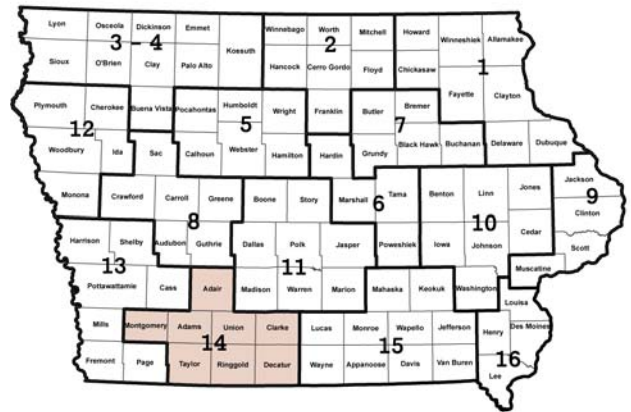 Lyon Osceola Dickinson Emmet Winnebago Worth Mitchell Howard Winneshiek Allamakee
3 - 4 Kossuth 2 1
Sioux O'Brien Clay Palo Alto Hancock Cerro Gordo Floyd Chickasaw
Fayette Clayton
Plymouth Cherokee Buena Vista Pocahontas Humboldt Wright Franklin Butler Bremer
12 5 7
Woodbury Ida Sac Calhoun Webster Hamilton Hardin Grundy Black Hawk Buchanan Delaware Dubuque
Monona Crawford Carroll Greene Boone Story Marshall Tama Benton Linn Jones Jackson
8 6 10 9
Clinton
Harrison Shelby Audubon Guthrie Dallas Polk Jasper Poweshiek Iowa Johnson Cedar Scott
13 11
Muscatine
Pottawattamie Cass Adair Madison Warren Marion Mahaska Keokuk Washington
Louisa
Mills Montgomery Adams Union Clarke Lucas Monroe Wapello Jefferson Henry Des Moines
14 15 16
Fremont Page Taylor Ringgold Decatur Wayne Appanoose Davis Van Buren Lee